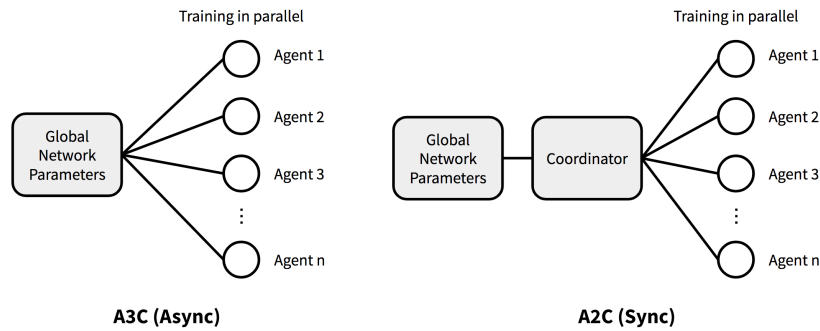 Training in parallel
Agent 1
Agent 2
Global
Network
Parameters
Agent 3
Agent n
A3C (Async)
Training in parallel
Agent 1
Agent 2
Global
Network
Parameters
Coordinator
Agent 3
Agent n
A2C (Sync)